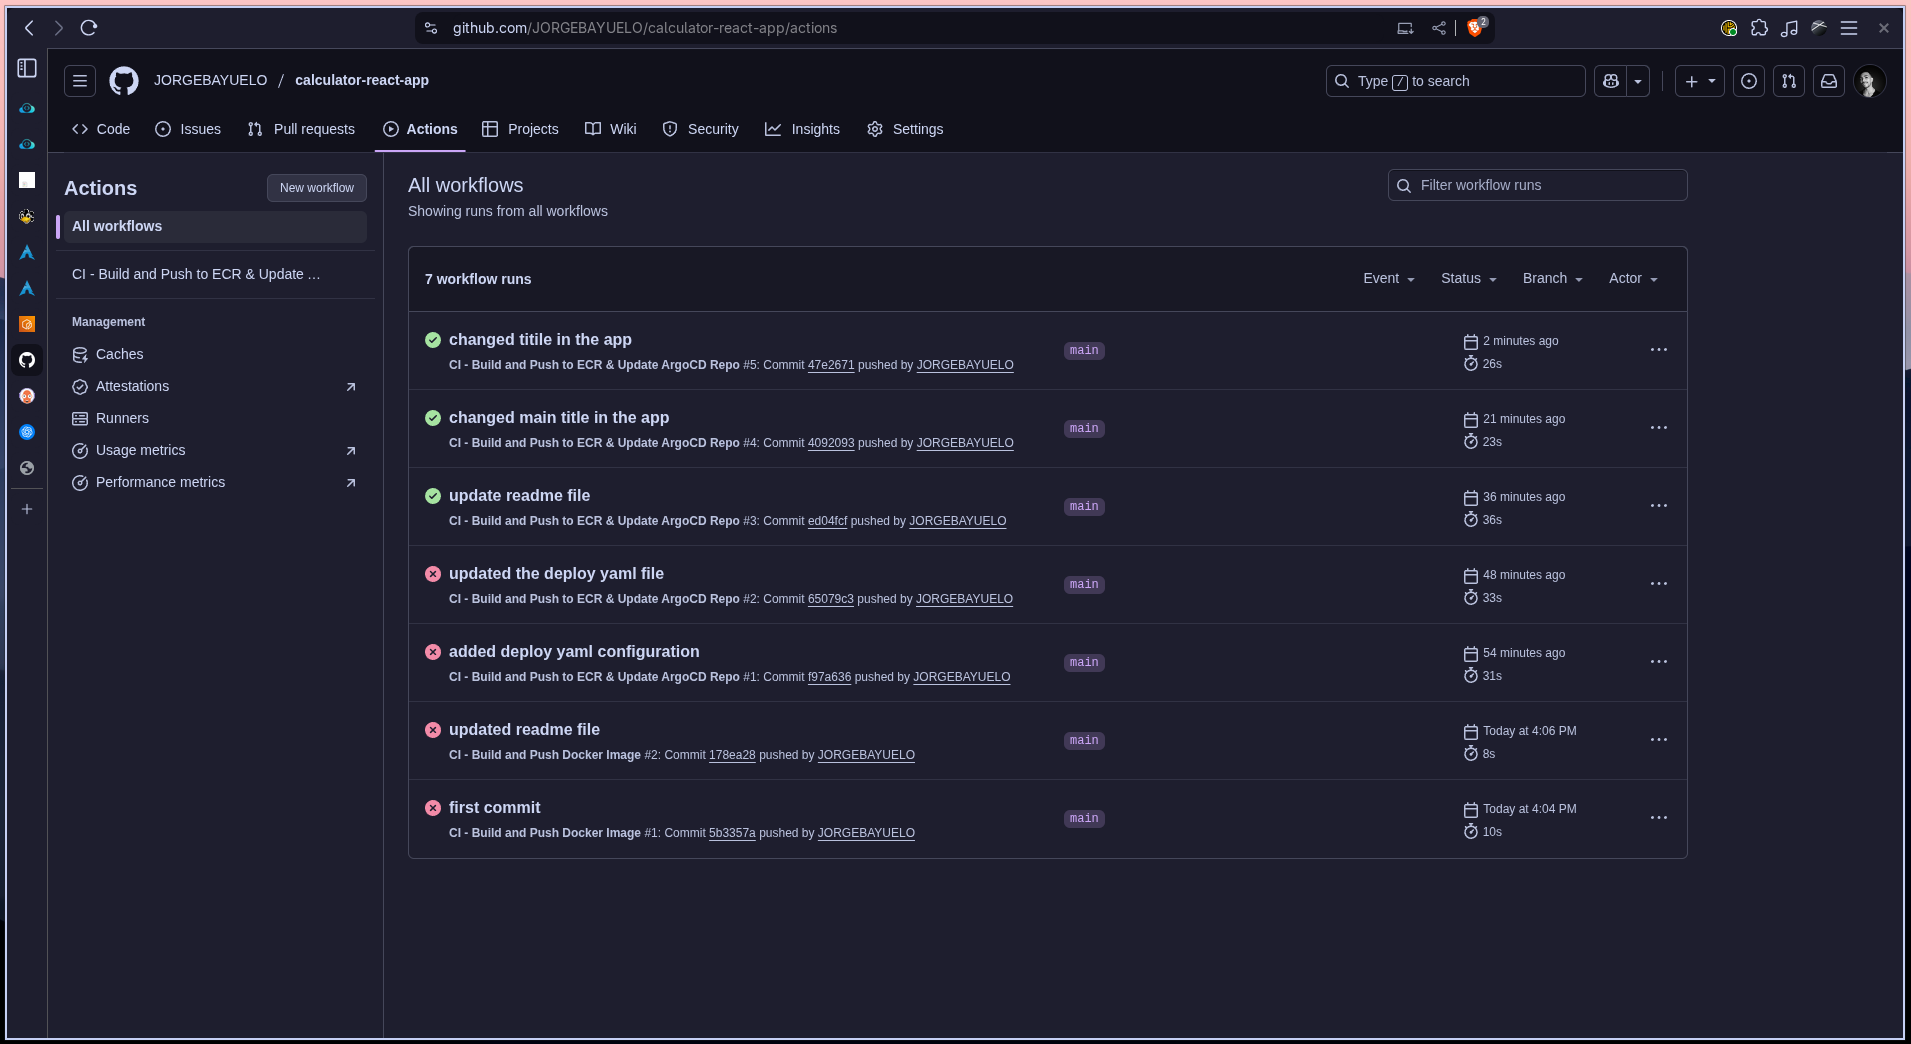 github.com/JORGEBAYUELO/calculator-react-app/actions
2
JORGEBAYUELO / calculator-react-app
Type / to search
Code
Issues
Pull requests
Actions
Projects
Wiki
Security
Insights
Settings
Actions
New workflow
All workflows
CI - Build and Push to ECR & Update …
Management
Caches
Attestations
Runners
Usage metrics
Performance metrics
All workflows
Showing runs from all workflows
Filter workflow runs
7 workflow runs
Event
Status
Branch
Actor
changed titile in the app
CI - Build and Push to ECR & Update ArgoCD Repo #5: Commit 47e2671 pushed by JORGEBAYUELO
main
2 minutes ago
26s
changed main title in the app
CI - Build and Push to ECR & Update ArgoCD Repo #4: Commit 4092093 pushed by JORGEBAYUELO
main
21 minutes ago
23s
update readme file
CI - Build and Push to ECR & Update ArgoCD Repo #3: Commit ed04fcf pushed by JORGEBAYUELO
main
36 minutes ago
36s
updated the deploy yaml file
CI - Build and Push to ECR & Update ArgoCD Repo #2: Commit 65079c3 pushed by JORGEBAYUELO
main
48 minutes ago
33s
added deploy yaml configuration
CI - Build and Push to ECR & Update ArgoCD Repo #1: Commit f97a636 pushed by JORGEBAYUELO
main
54 minutes ago
31s
updated readme file
CI - Build and Push Docker Image #2: Commit 178ea28 pushed by JORGEBAYUELO
main
Today at 4:06 PM
8s
first commit
CI - Build and Push Docker Image #1: Commit 5b3357a pushed by JORGEBAYUELO
main
Today at 4:04 PM
10s